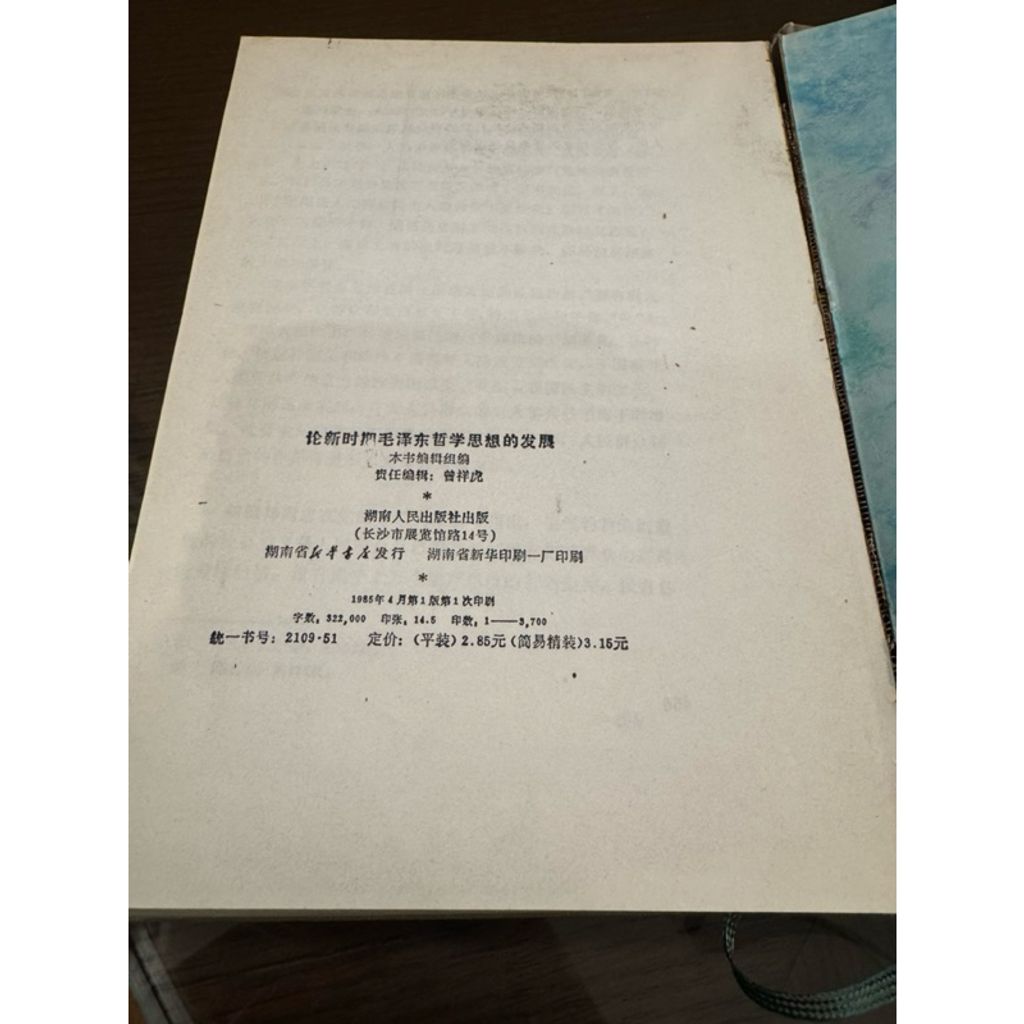 论新时期毛泽东哲学思想的发展
本书编辑组编
责任编辑：曾祥虎
*
湖南人民出版社出版
（长沙市展览馆路14号）
湖南省新华书店发行 湖南省新华印刷一厂印刷
*
1985年4月第1版第1次印刷
字数：322,000 印张：14.5 印数：1——3,700
统一书号：2109·51 定价：（平装）2.85元（简易精装）3.15元